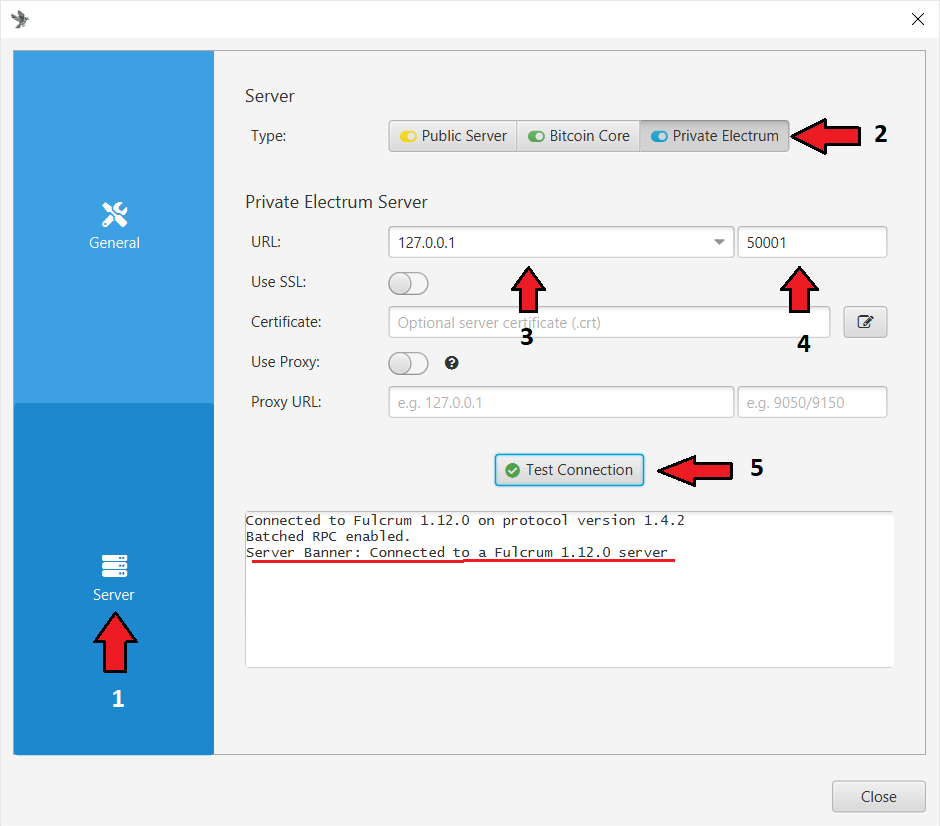 Server
Type:
Public Server
Bitcoin Core
Private Electrum
2
Private Electrum Server
General
URL:
127.0.0.1
50001
Use SSL:
3
4
Certificate:
Optional server certificate (.crt)
Use Proxy:
Proxy URL:
e.g. 127.0.0.1
e.g. 9050/9150
Test Connection
5
Connected to Fulcrum 1.12.0 on protocol version 1.4.2
Batched RPC enabled.
Server Banner: Connected to a Fulcrum 1.12.0 server
Server
1
Close